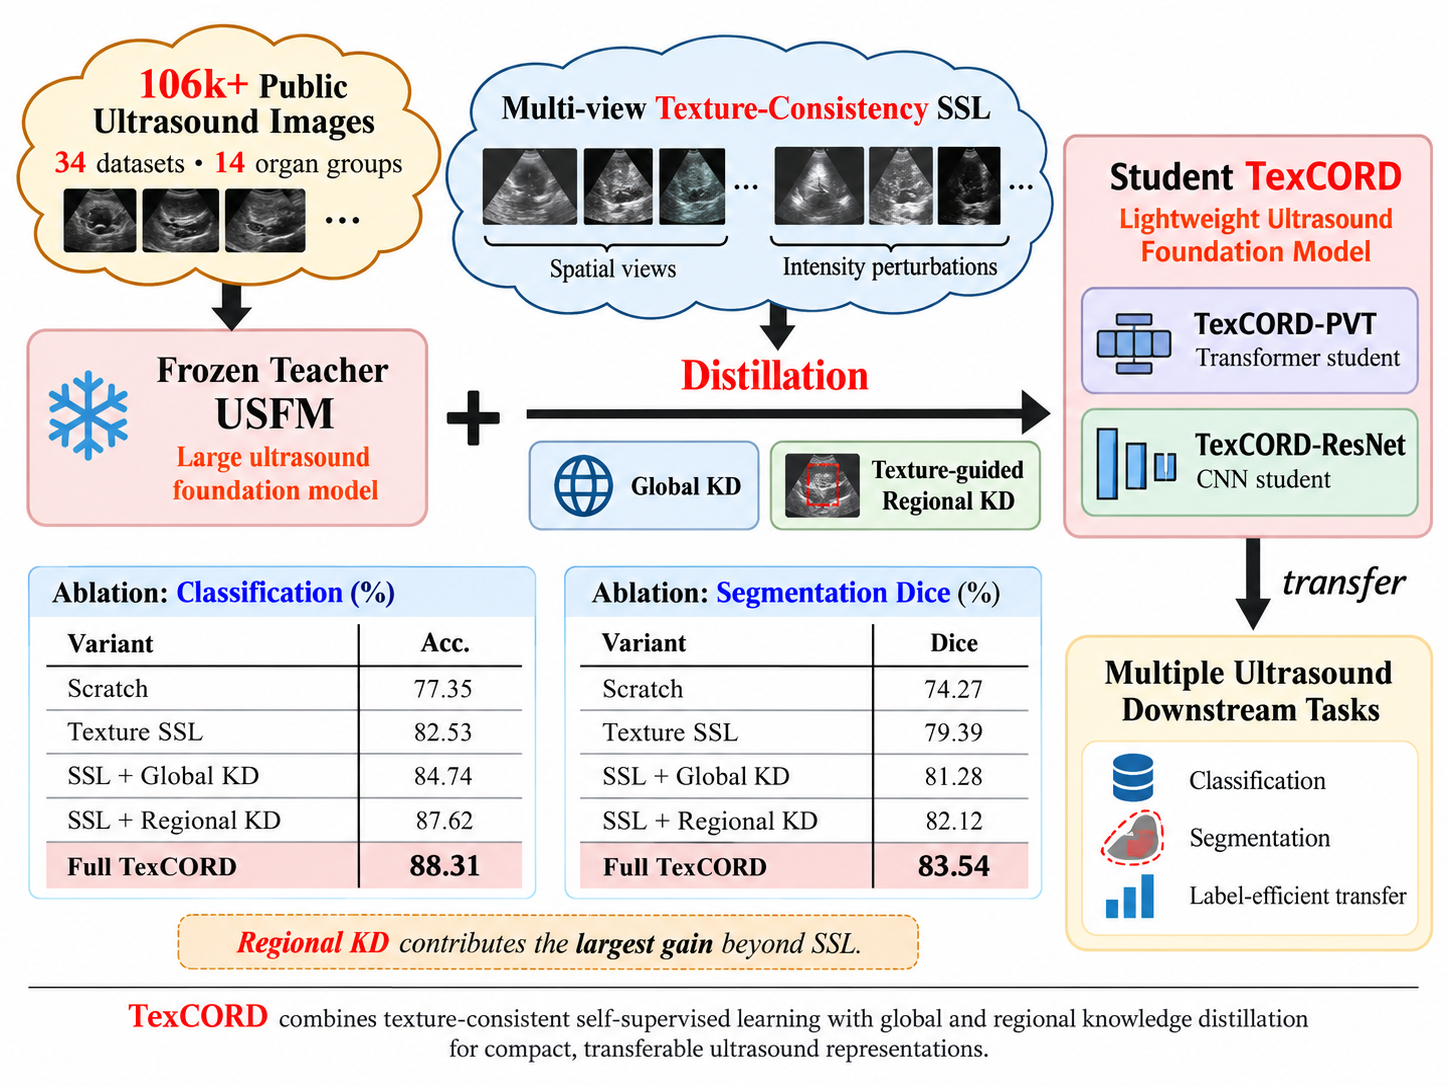 106k+ Public
Ultrasound Images
34 datasets • 14 organ groups
...
Multi-view Texture-Consistency SSL
... ...
Spatial views
Intensity perturbations
Frozen Teacher
USFM
Large ultrasound
foundation model
+
Distillation
Global KD
Texture-guided
Regional KD
Student TexCORD
Lightweight Ultrasound
Foundation Model
TexCORD-PVT
Transformer student
TexCORD-ResNet
CNN student
transfer
Multiple Ultrasound
Downstream Tasks
Classification
Segmentation
Label-efficient transfer
Ablation: Classification (%)
Variant Acc.
Scratch 77.35
Texture SSL 82.53
SSL + Global KD 84.74
SSL + Regional KD 87.62
Full TexCORD 88.31
Ablation: Segmentation Dice (%)
Variant Dice
Scratch 74.27
Texture SSL 79.39
SSL + Global KD 81.28
SSL + Regional KD 82.12
Full TexCORD 83.54
Regional KD contributes the largest gain beyond SSL.
TexCORD combines texture-consistent self-supervised learning with global and regional knowledge distillation
for compact, transferable ultrasound representations.